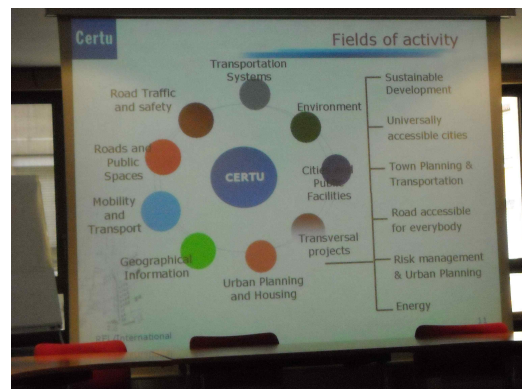 Certu
Fields of activity
Transportation
Systems
Road Traffic
and safety
Environment
Roads and
Public
Spaces
CERTU
Cities and
Public
Facilities
Mobility
and
Transport
Transversal
projects
Geographical
Information
Urban Planning
and Housing
Sustainable
Development
Universally
accessible cities
Town Planning &
Transportation
Road accessible
for everybody
Risk management
& Urban Planning
Energy
International